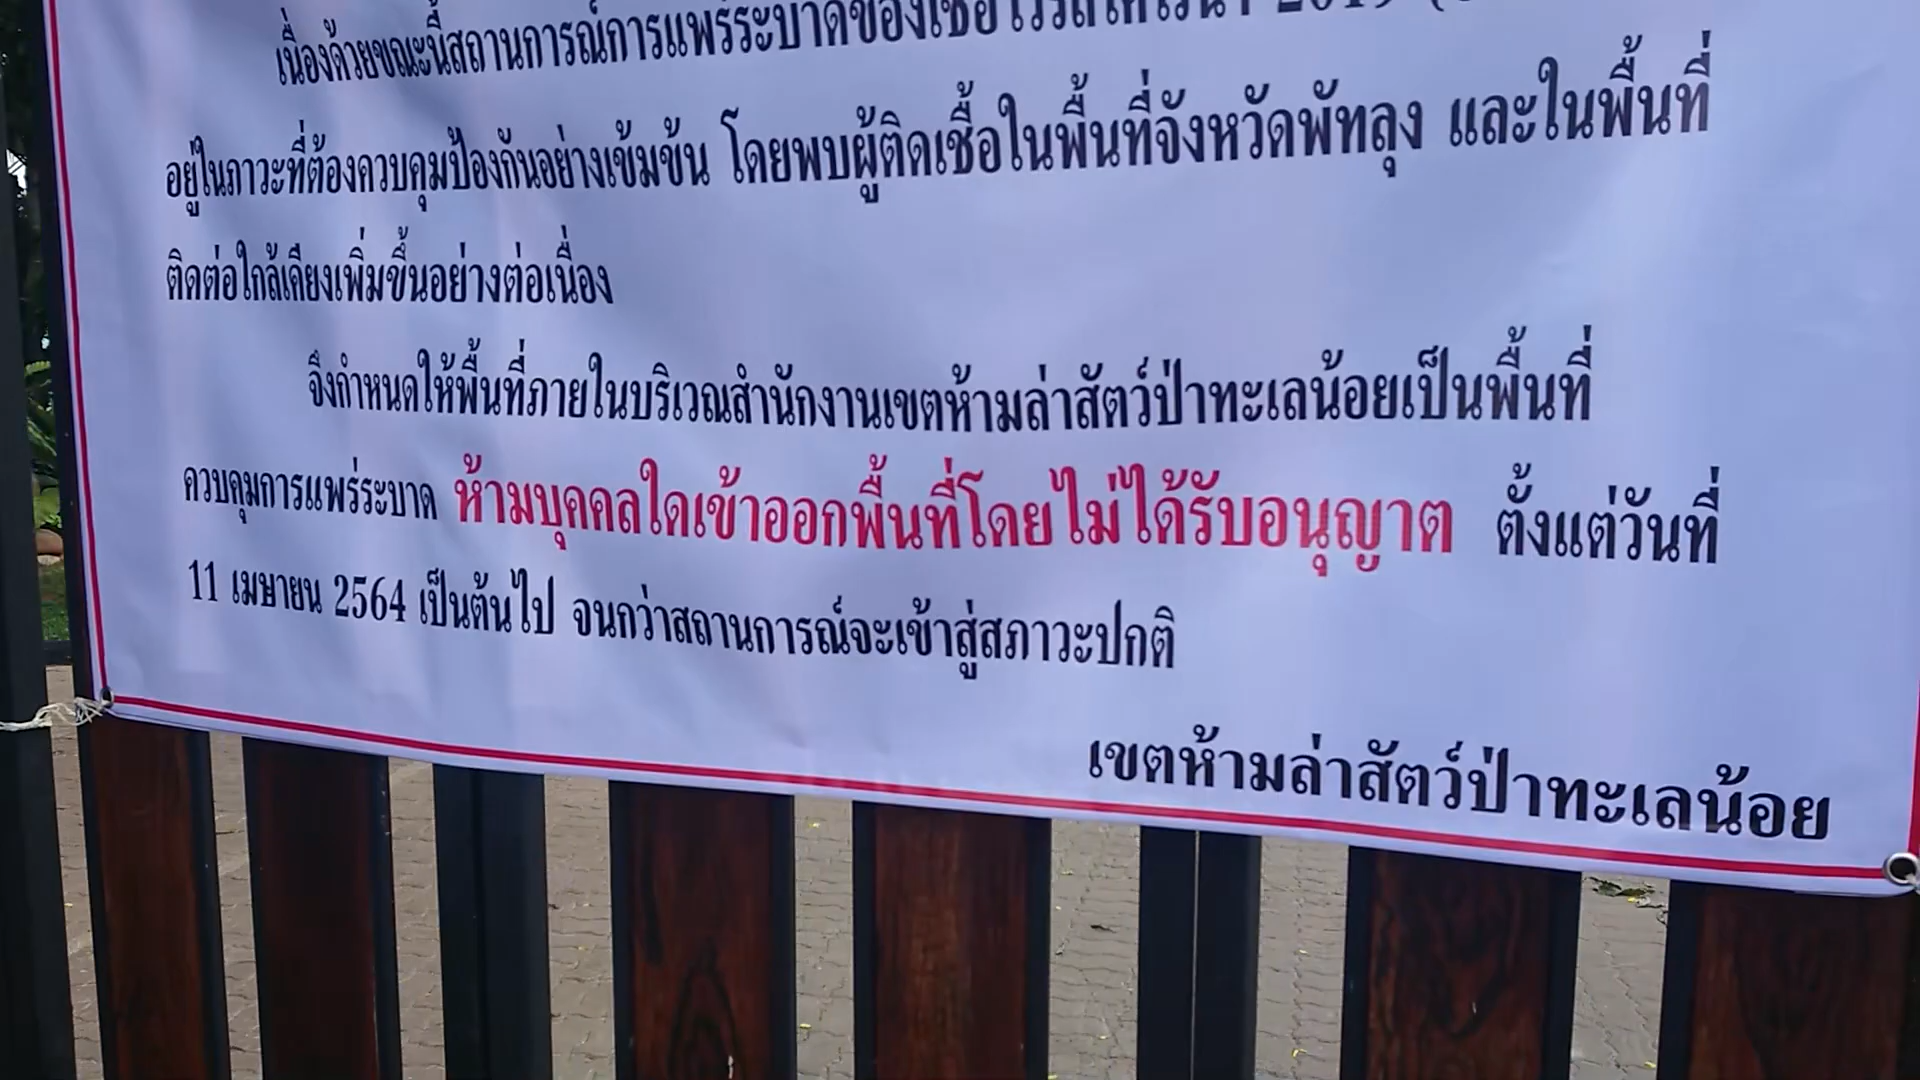 เนื่องด้วยขณะนี้สถานการณ์การแพร่ระบาดของเชื้อไวรัสโคโรนา 2019
อยู่ในภาวะที่ต้องควบคุมป้องกันอย่างเข้มข้น โดยพบผู้ติดเชื้อในพื้นที่จังหวัดพัทลุง และในพื้นที่
ติดต่อใกล้เคียงเพิ่มขึ้นอย่างต่อเนื่อง
จึงกำหนดให้พื้นที่ภายในบริเวณสำนักงานเขตห้ามล่าสัตว์ป่าทะเลน้อยเป็นพื้นที่
ควบคุมการแพร่ระบาด ห้ามบุคคลใดเข้าออกพื้นที่โดยไม่ได้รับอนุญาต ตั้งแต่วันที่
11 เมษายน 2564 เป็นต้นไป จนกว่าสถานการณ์จะเข้าสู่สภาวะปกติ
เขตห้ามล่าสัตว์ป่าทะเลน้อย